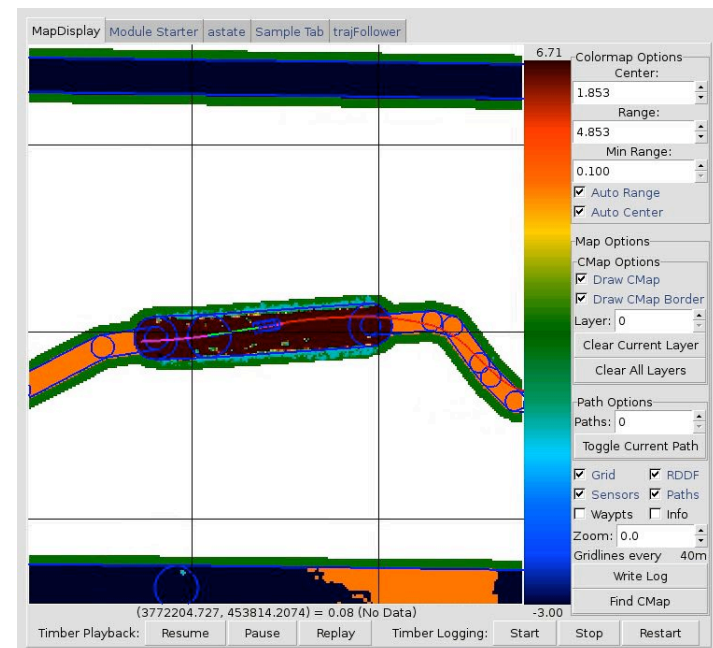 MapDisplay Module Starter astate Sample Tab trajFollower
6.71
Colormap Options
Center:
1.853
Range:
4.853
Min Range:
0.100
Auto Range
Auto Center
Map Options
CMap Options
Draw CMap
Draw CMap Border
Layer: 0
Clear Current Layer
Clear All Layers
Path Options
Paths: 0
Toggle Current Path
Grid RDDF
Sensors Paths
Waypts Info
Zoom: 0.0
Gridlines every 40m
Write Log
Find CMap
(3772204.727, 453814.2074) = 0.08 (No Data)
-3.00
Timber Playback: Resume Pause Replay Timber Logging: Start Stop Restart